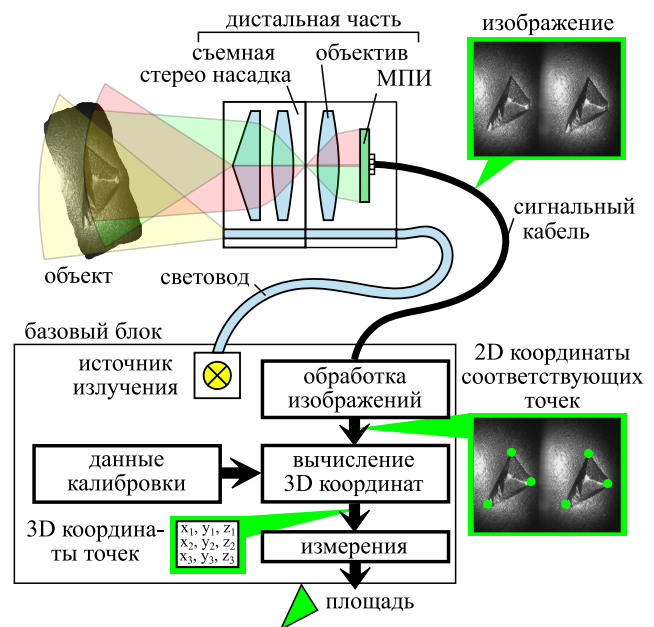 дистальная часть
изображение
съемная
стерео насадка
объектив
МПИ
сигнальный
кабель
объект
световод
базовый блок
источник
излучения
обработка
изображений
2D координаты
соответствующих
точек
данные
калибровки
вычисление
3D координат
3D координа-
ты точек
x₁, y₁, z₁
x₂, y₂, z₂
x₃, y₃, z₃
измерения
площадь